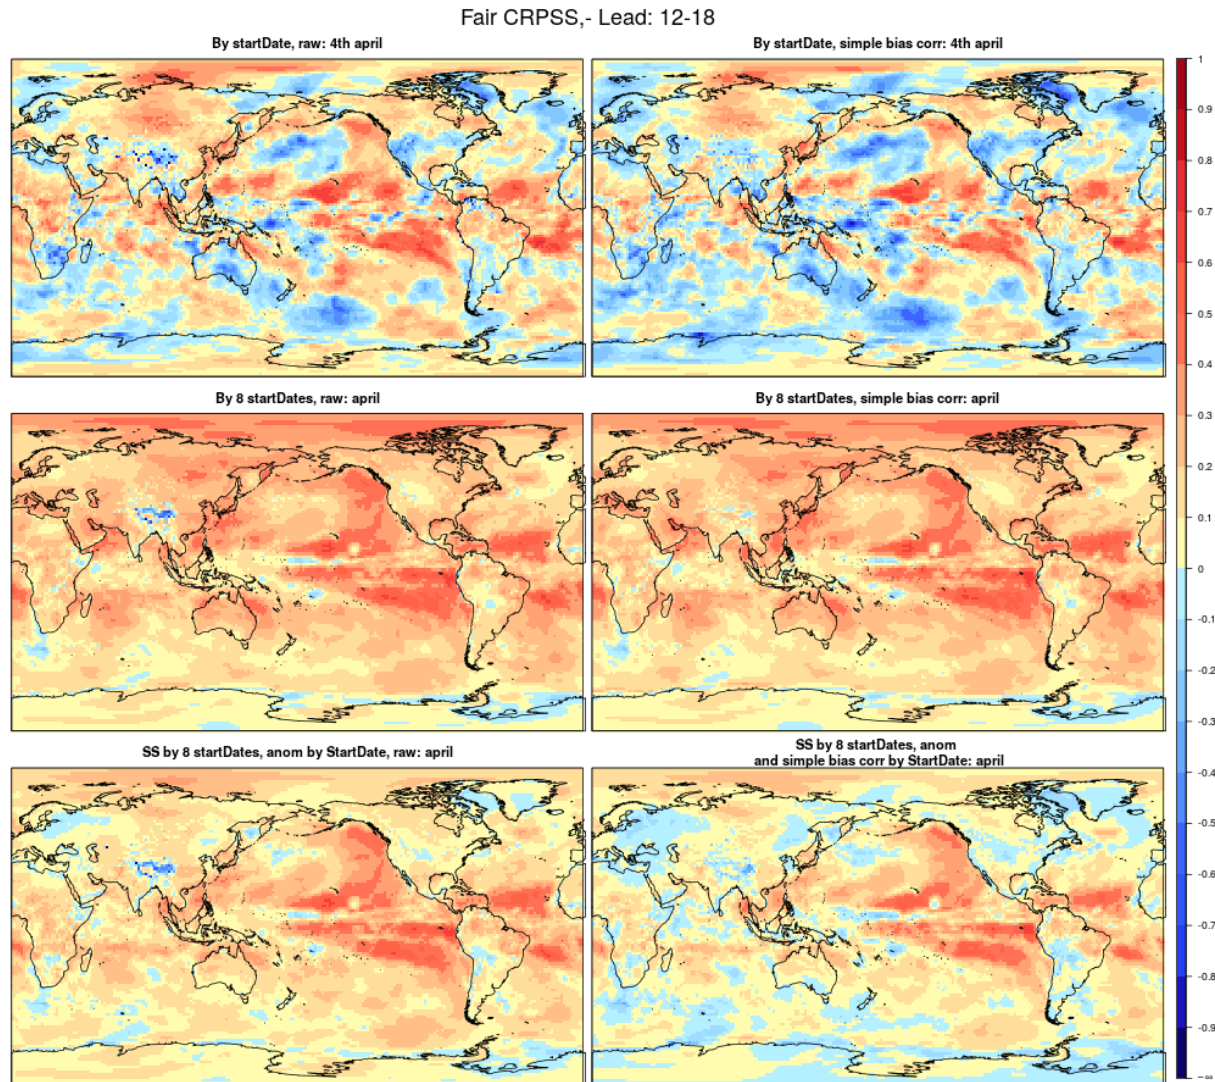 Fair CRPSS,- Lead: 12-18
By startDate, raw: 4th april
By startDate, simple bias corr: 4th april
By 8 startDates, raw: april
By 8 startDates, simple bias corr: april
SS by 8 startDates, anom by StartDate, raw: april
SS by 8 startDates, anom
and simple bias corr by StartDate: april
1
0.9
0.8
0.7
0.6
0.5
0.4
0.3
0.2
0.1
0
-0.1
-0.2
-0.3
-0.4
-0.5
-0.6
-0.7
-0.8
-0.9
-∞